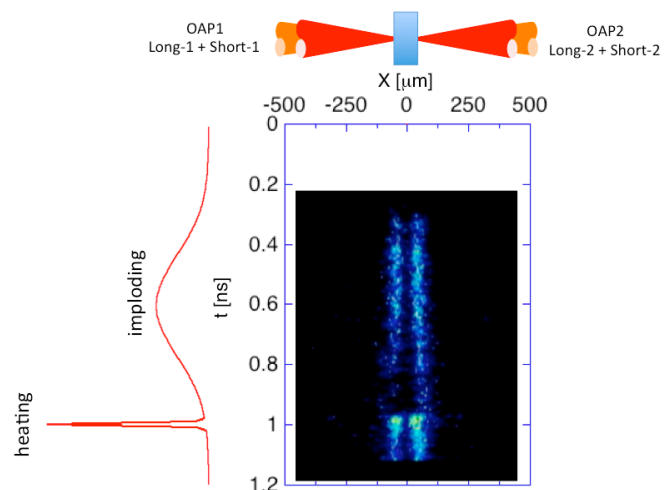 OAP1
Long-1 + Short-1
OAP2
Long-2 + Short-2
X [μm]
-500 -250 0 250 500
0
0.2
0.4
0.6
0.8
1
1.2
t [ns]
imploding
heating